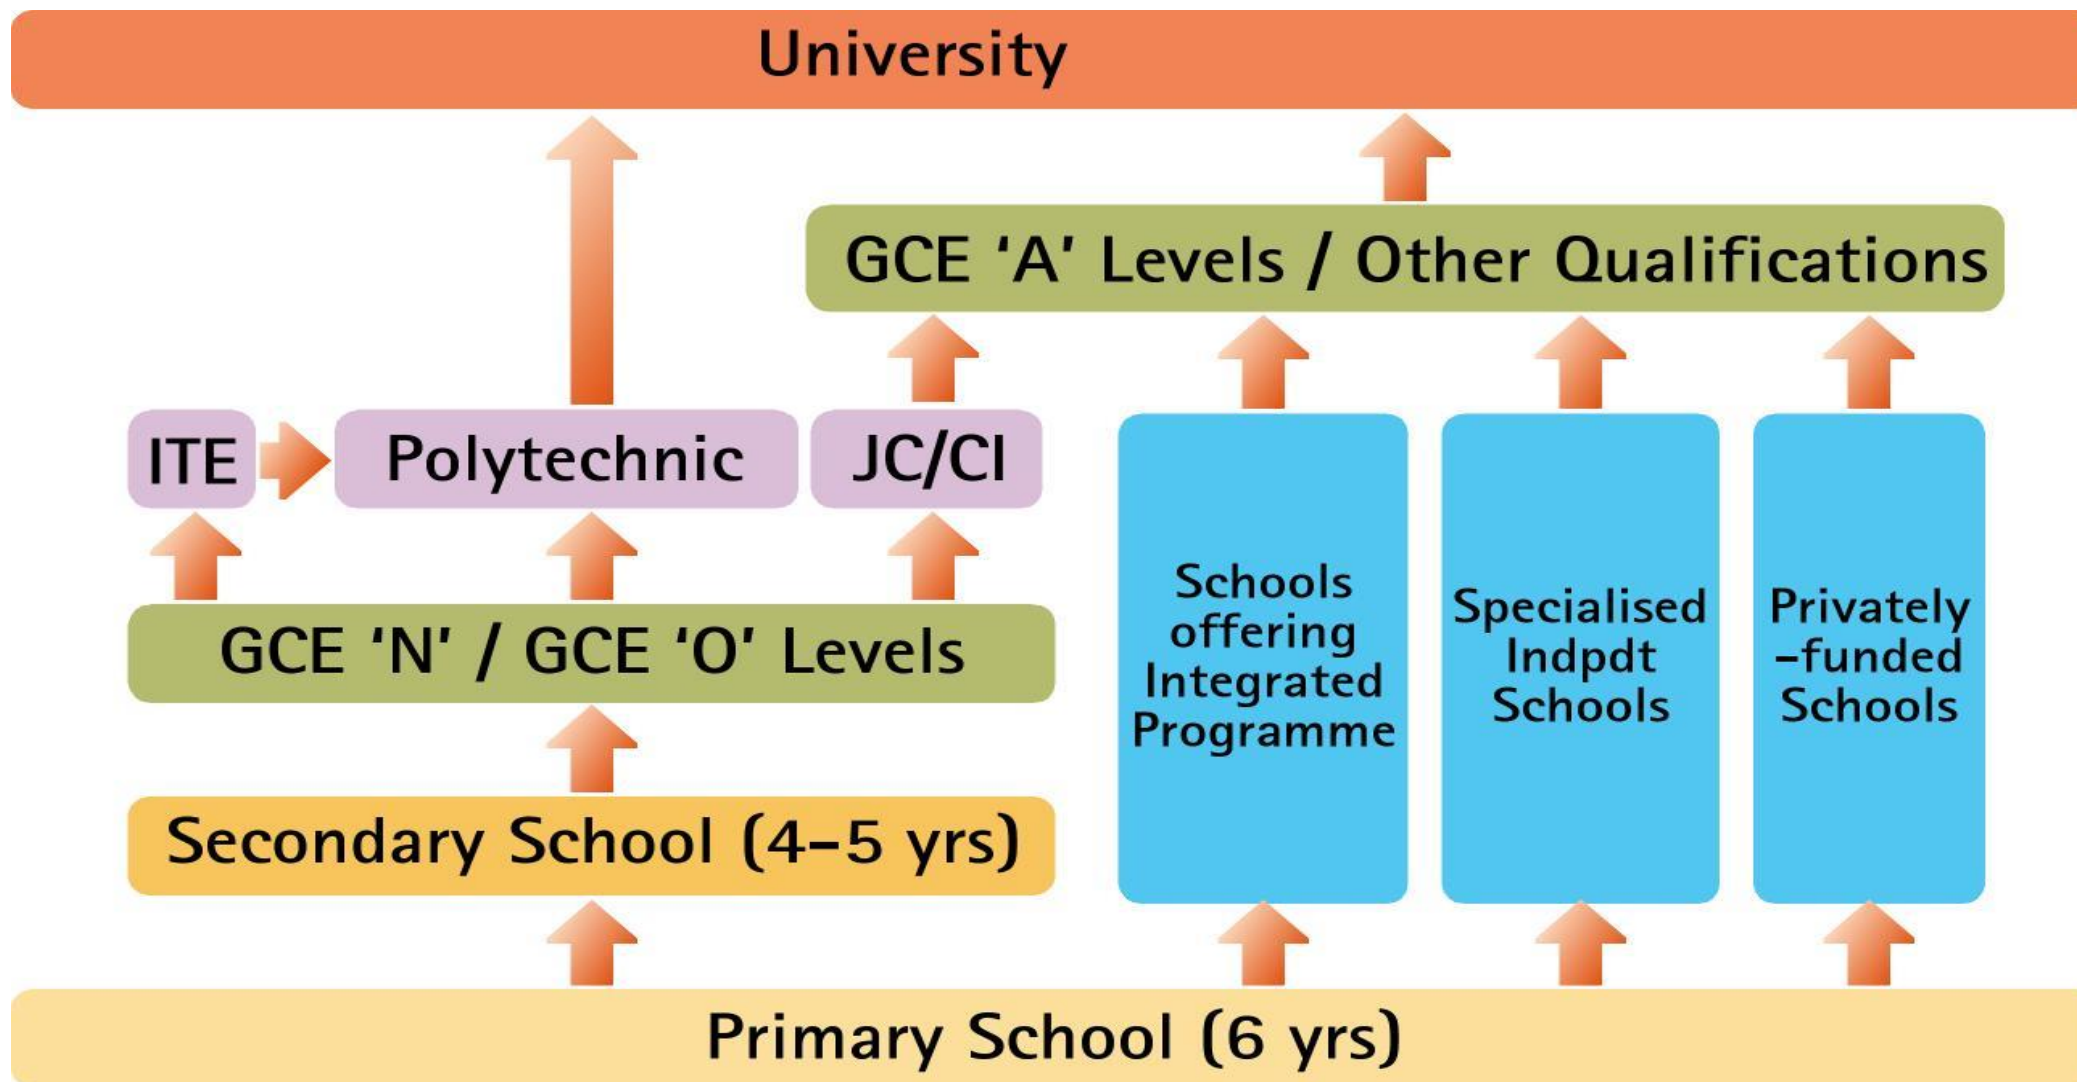 University
GCE ‘A’ Levels / Other Qualifications
ITE
Polytechnic
JC/CI
Schools
offering
Integrated
Programme
Specialised
Indpdt
Schools
Privately
-funded
Schools
GCE ‘N’ / GCE ‘O’ Levels
Secondary School (4-5 yrs)
Primary School (6 yrs)